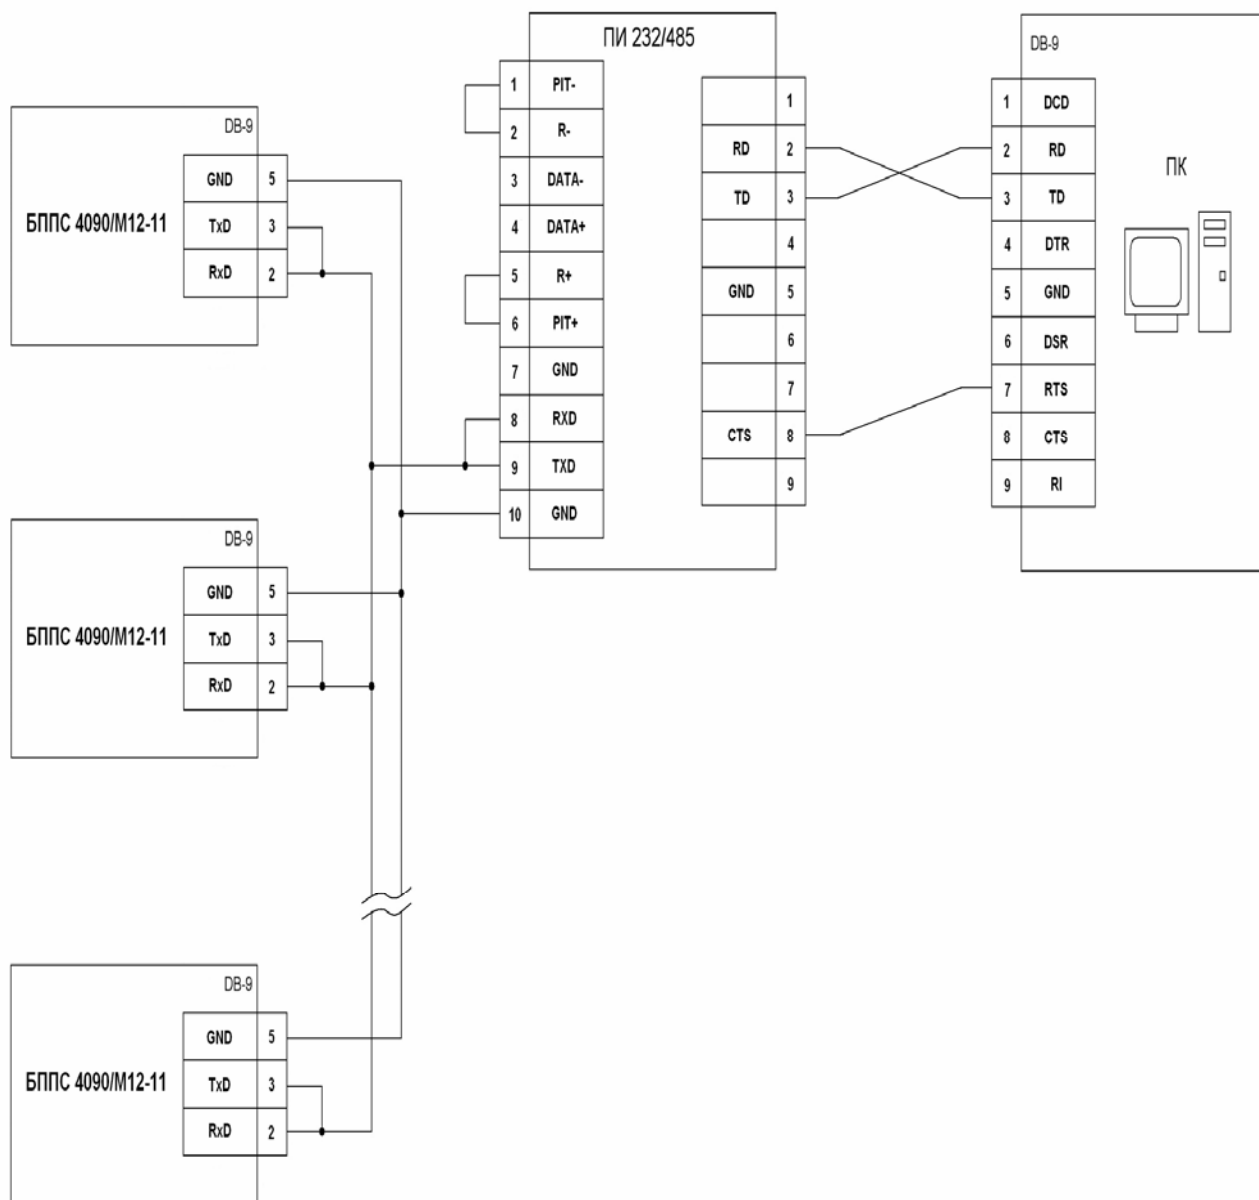 ПИ 232/485
1 PIT-
2 R-
3 DATA-
4 DATA+
5 R+
6 PIT+
7 GND
8 RXD
9 TXD
10 GND
1
RD 2
TD 3
4
GND 5
6
7
CTS 8
9
DB-9
1 DCD
2 RD
3 TD
4 DTR
5 GND
6 DSR
7 RTS
8 CTS
9 RI
ПК
DB-9
БППС 4090/М12-11
GND 5
TxD 3
RxD 2
DB-9
БППС 4090/М12-11
GND 5
TxD 3
RxD 2
DB-9
БППС 4090/М12-11
GND 5
TxD 3
RxD 2